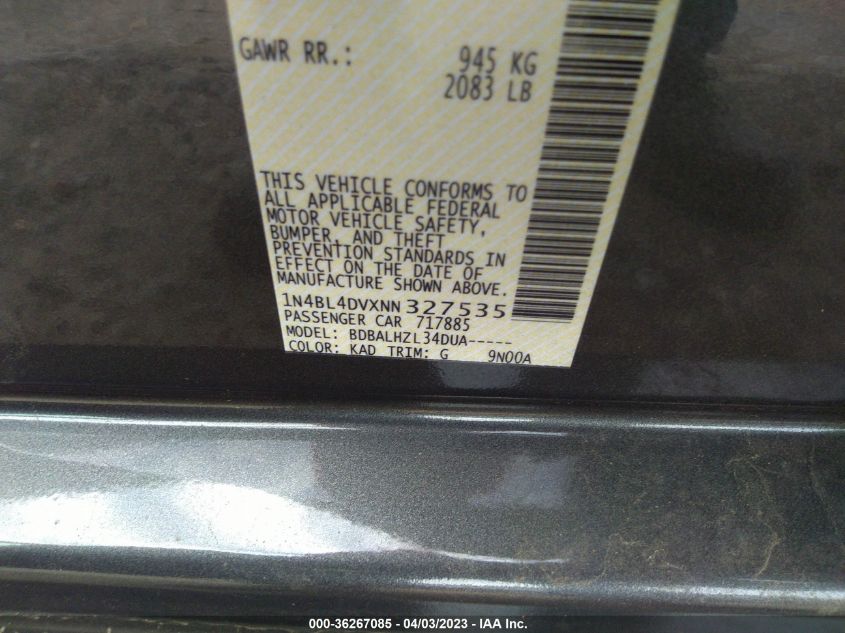 GAWR RR.: 945 KG
2083 LB
THIS VEHICLE CONFORMS TO
ALL APPLICABLE FEDERAL
MOTOR VEHICLE SAFETY,
BUMPER, AND THEFT
PREVENTION STANDARDS IN
EFFECT ON THE DATE OF
MANUFACTURE SHOWN ABOVE.
1N4BL4DVXNN327535
PASSENGER CAR 717885
MODEL: BDBALHZL34DUA-----
COLOR: KAD TRIM: G 9N00A
000-36267085 - 04/03/2023 - IAA Inc.